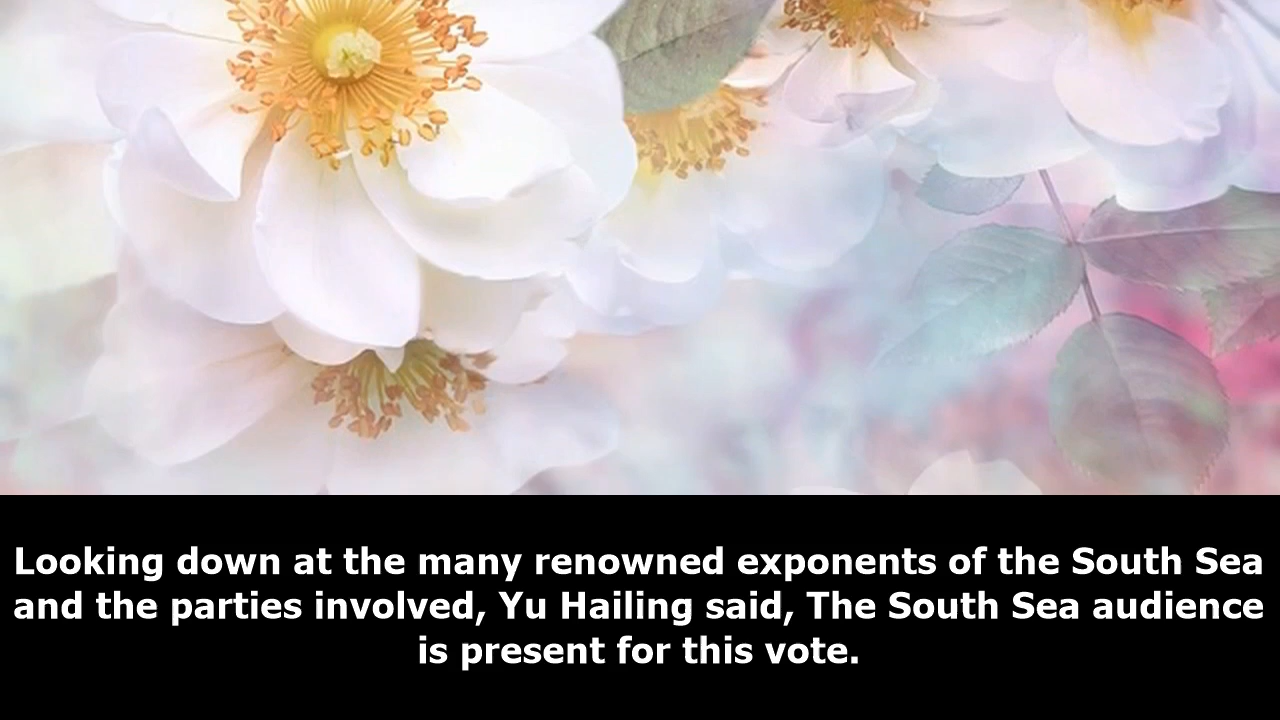 Looking down at the many renowned exponents of the South Sea
and the parties involved, Yu Hailing said, The South Sea audience
is present for this vote.